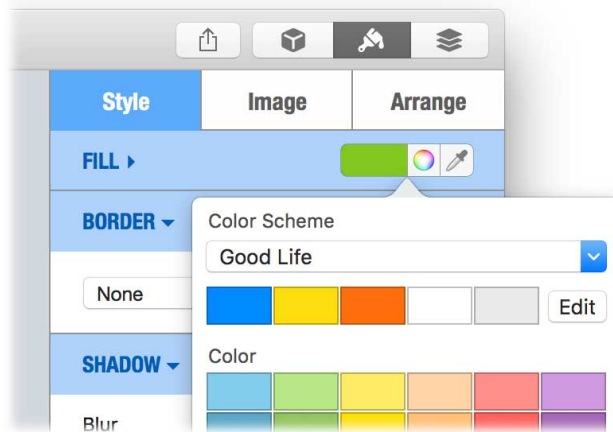 Style
Image
Arrange
FILL
BORDER
Color Scheme
Good Life
None
Edit
SHADOW
Color
Blur